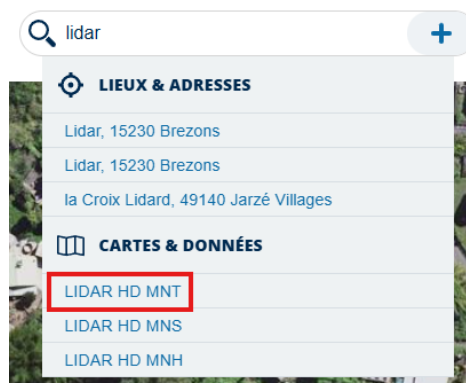 lidar
LIEUX & ADRESSES
Lidar, 15230 Brezons
Lidar, 15230 Brezons
la Croix Lidard, 49140 Jarzé Villages
CARTES & DONNÉES
LIDAR HD MNT
LIDAR HD MNS
LIDAR HD MNH